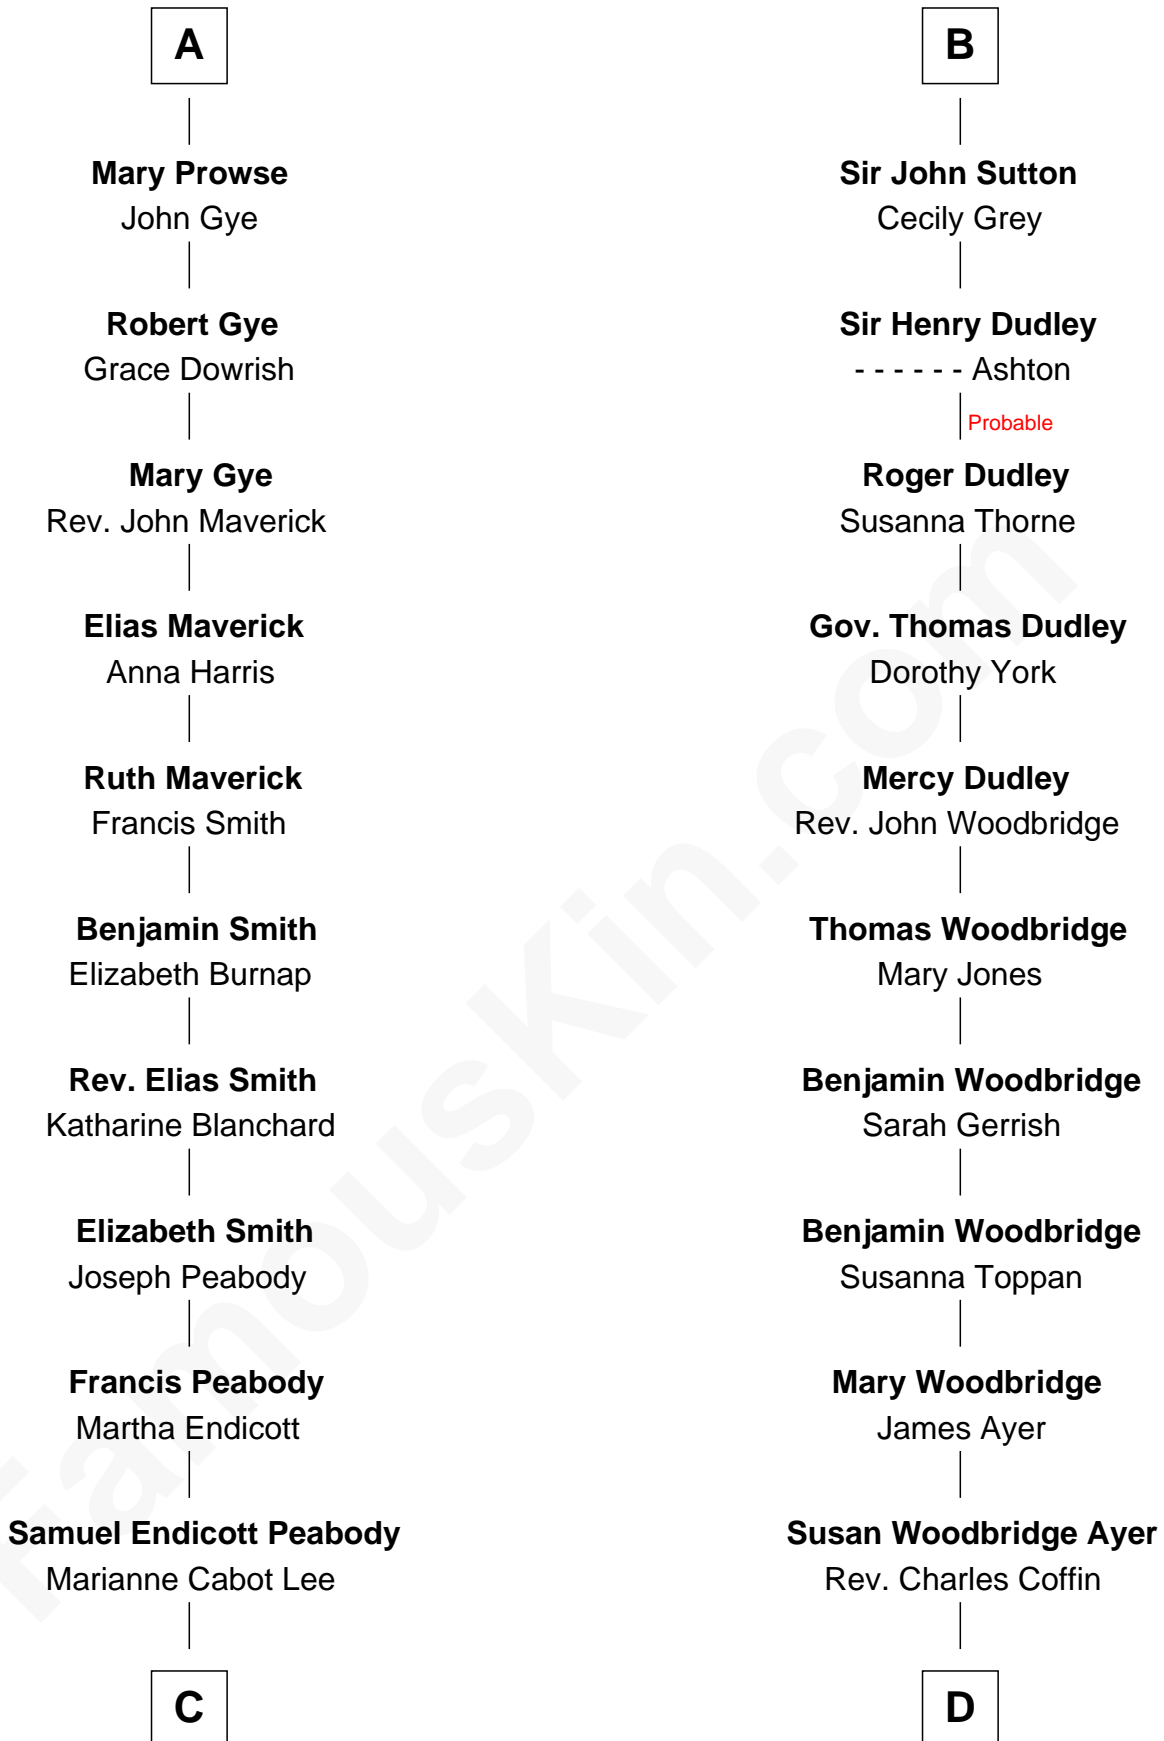 A
Mary Prowse
John Gye
Robert Gye
Grace Dowrish
Mary Gye
Rev. John Maverick
Elias Maverick
Anna Harris
Ruth Maverick
Francis Smith
Benjamin Smith
Elizabeth Burnap
Rev. Elias Smith
Katharine Blanchard
Elizabeth Smith
Joseph Peabody
Francis Peabody
Martha Endicott
Samuel Endicott Peabody
Marianne Cabot Lee
C
B
Sir John Sutton
Cecily Grey
Sir Henry Dudley
- - - - - - Ashton
Probable
Roger Dudley
Susanna Thorne
Gov. Thomas Dudley
Dorothy York
Mercy Dudley
Rev. John Woodbridge
Thomas Woodbridge
Mary Jones
Benjamin Woodbridge
Sarah Gerrish
Benjamin Woodbridge
Susanna Toppan
Mary Woodbridge
James Ayer
Susan Woodbridge Ayer
Rev. Charles Coffin
D
FamousKin.com